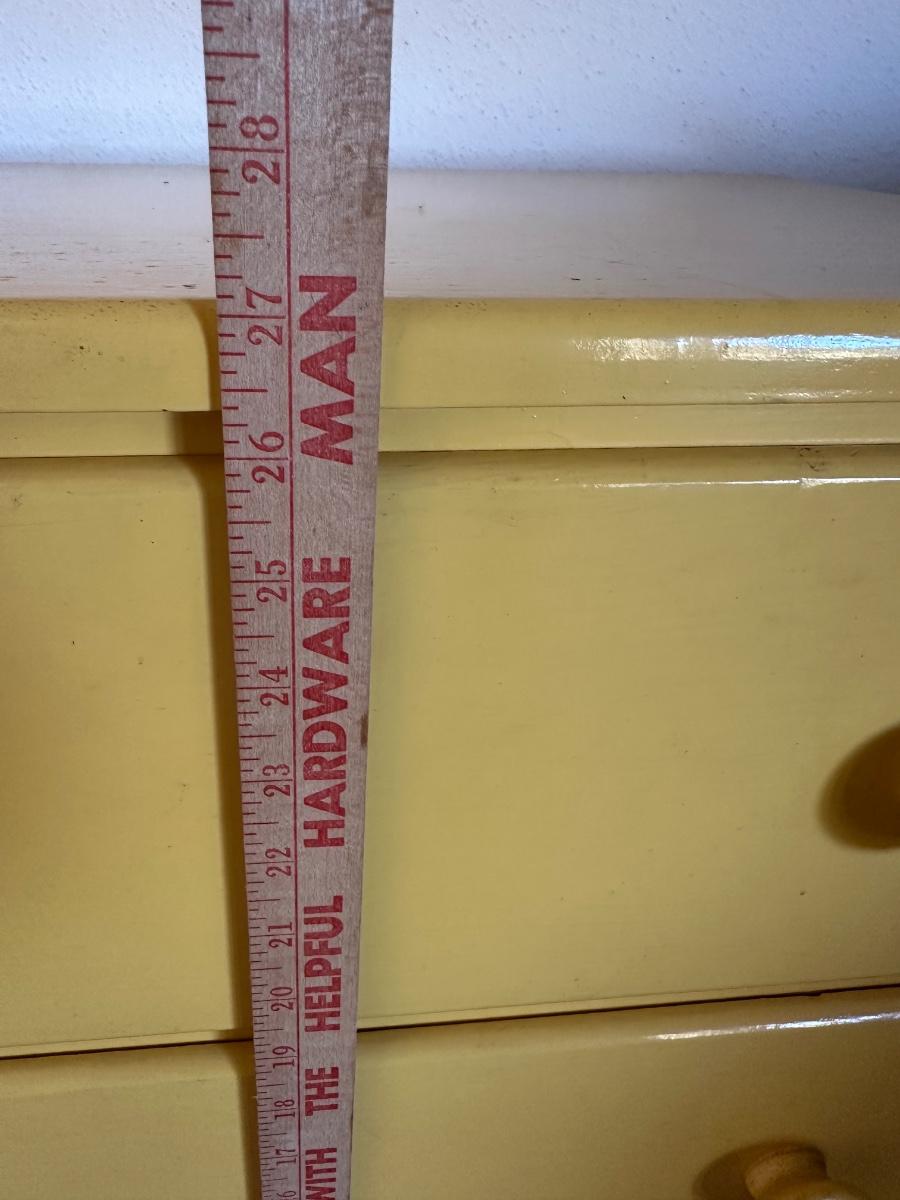 WITH THE HELPFUL HARDWARE MAN
17 18 19 20 21 22 23 24 25 26 27 28